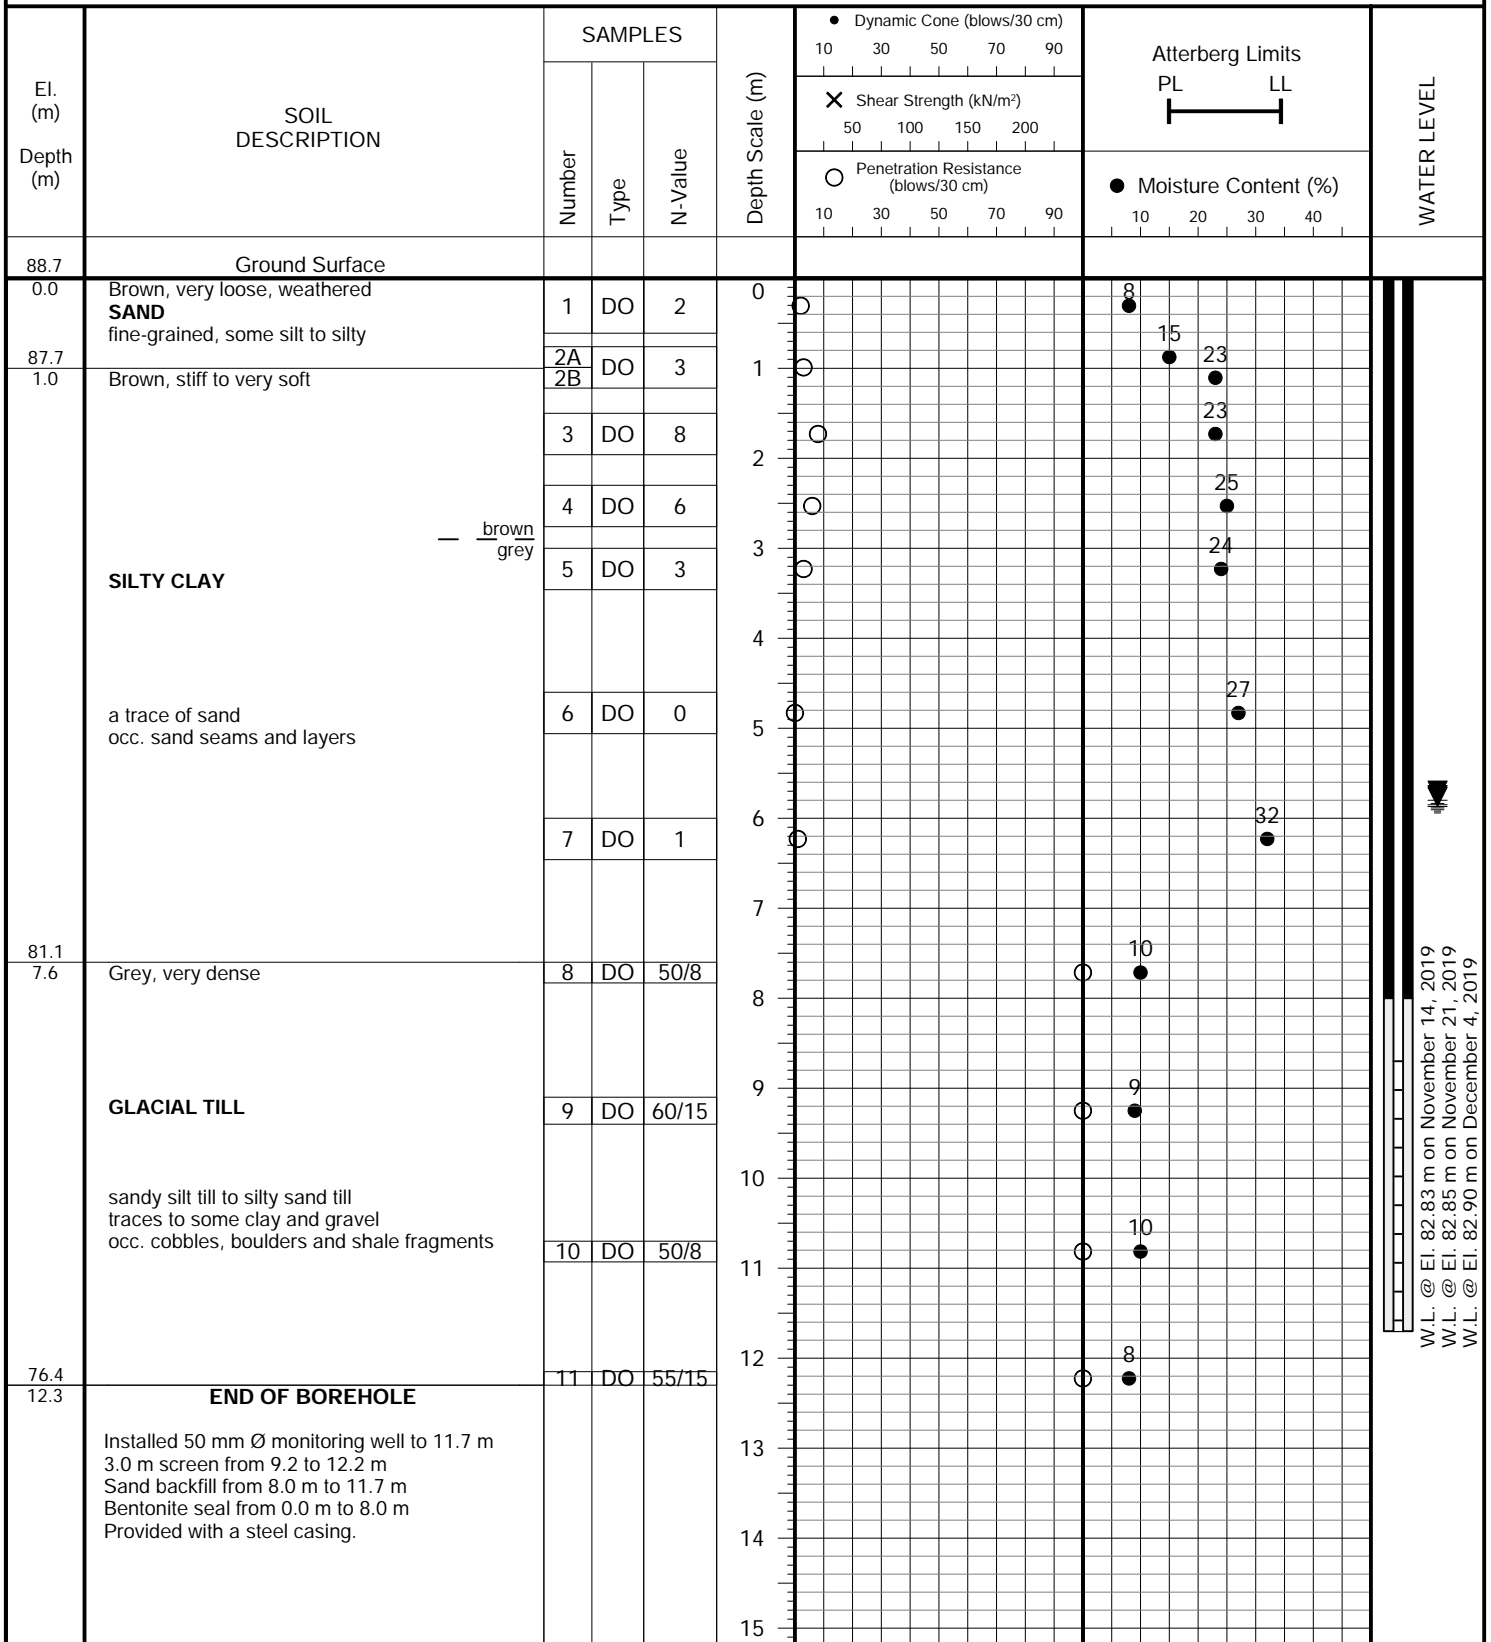 El.
(m)
Depth
(m)
SOIL
DESCRIPTION
SAMPLES
Number
Type
N-Value
Depth Scale (m)
Dynamic Cone (blows/30 cm)
10 30 50 70 90
Shear Strength (kN/m²)
50 100 150 200
Penetration Resistance
(blows/30 cm)
10 30 50 70 90
Atterberg Limits
PL LL
Moisture Content (%)
10 20 30 40
WATER LEVEL
88.7 Ground Surface
0.0 Brown, very loose, weathered
SAND
fine-grained, some silt to silty
1 DO 2
0
8
87.7
1.0 Brown, stiff to very soft
2A
2B
DO 3
1
15
23
3 DO 8
23
2
4 DO 6
25
brown
grey
3
5 DO 3
24
SILTY CLAY
4
a trace of sand
occ. sand seams and layers
6 DO 0
27
5
6
7 DO 1
32
7
81.1
7.6 Grey, very dense
8 DO 50/8
10
8
9
GLACIAL TILL
9 DO 60/15
9
10
sandy silt till to silty sand till
traces to some clay and gravel
occ. cobbles, boulders and shale fragments
10 DO 50/8
10
11
12
76.4
12.3
11 DO 55/15
8
END OF BOREHOLE
Installed 50 mm Ø monitoring well to 11.7 m
3.0 m screen from 9.2 to 12.2 m
Sand backfill from 8.0 m to 11.7 m
Bentonite seal from 0.0 m to 8.0 m
Provided with a steel casing.
13
14
15
W.L. @ El. 82.83 m on November 14, 2019
W.L. @ El. 82.85 m on November 21, 2019
W.L. @ El. 82.90 m on December 4, 2019